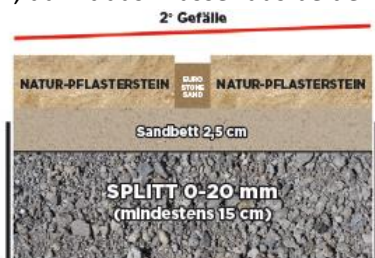 2° Gefälle
NATUR-PFLASTERSTEIN
EURO
STONE
SAND
NATUR-PFLASTERSTEIN
Sandbett 2,5 cm
SPLITT 0-20 mm
(mindestens 15 cm)